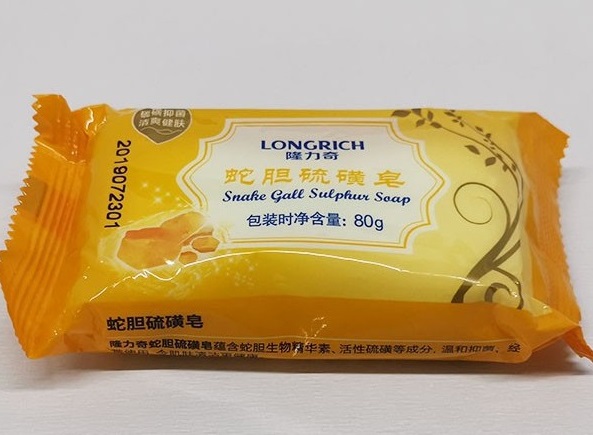 硫磺抑菌
清爽健肤
2019072301
LONGRICH
隆力奇
蛇胆硫磺皂
Snake Gall Sulphur Soap
包装时净含量: 80g
蛇胆硫磺皂
隆力奇蛇胆硫磺皂蕴含蛇胆生物精华素、活性硫磺等成分，温和抑菌，经